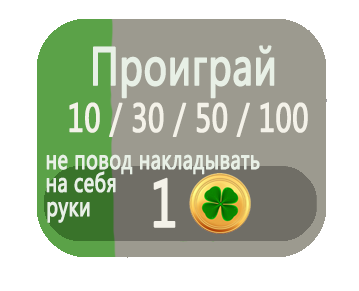 Проиграй
10 / 30 / 50 / 100
не повод накладывать
на себя
руки
1